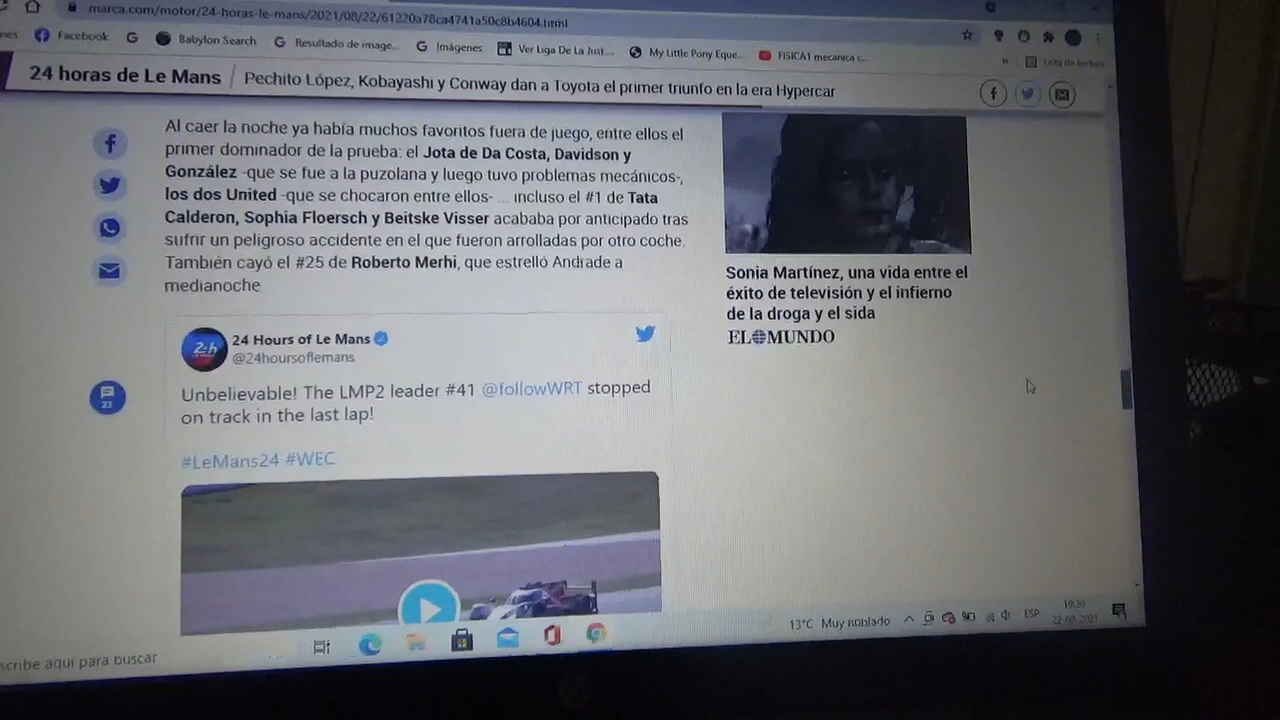 marca.com/motor/24-horas-le-mans/2021/08/22/61220a78ca4741a50c8b4604.html
nes Facebook Babylon Search Resultado de image... Imágenes Ver Liga De La Just... My Little Pony Eque... FISICA1 mecanica c... » Lista de lectura
24 horas de Le Mans | Pechito López, Kobayashi y Conway dan a Toyota el primer triunfo en la era Hypercar
Al caer la noche ya había muchos favoritos fuera de juego, entre ellos el
primer dominador de la prueba: el Jota de Da Costa, Davidson y
González -que se fue a la puzolana y luego tuvo problemas mecánicos-,
los dos United -que se chocaron entre ellos- ... incluso el #1 de Tata
Calderon, Sophia Floersch y Beitske Visser acababa por anticipado tras
sufrir un peligroso accidente en el que fueron arrolladas por otro coche.
También cayó el #25 de Roberto Merhi, que estrelló Andrade a
medianoche
Sonia Martínez, una vida entre el
éxito de televisión y el infierno
de la droga y el sida
EL MUNDO
24h
24 Hours of Le Mans
@24hoursoflemans
21
Unbelievable! The LMP2 leader #41 @followWRT stopped
on track in the last lap!
#LeMans24 #WEC
scribe aquí para buscar
13°C Muy nublado ESP
22-08-2021
hp